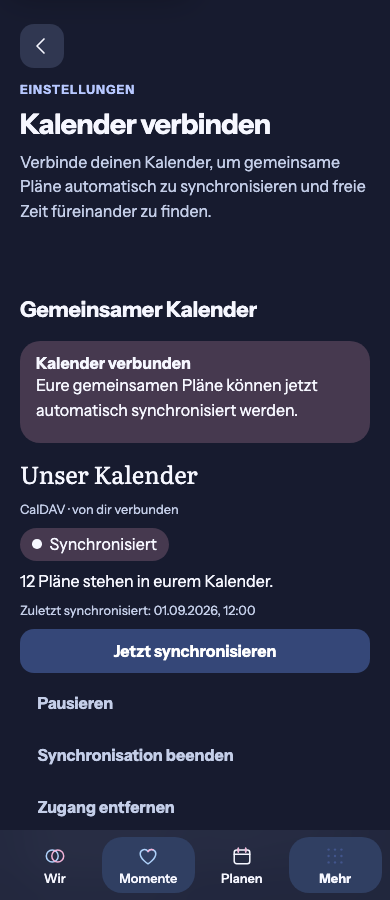 EINSTELLUNGEN
Kalender verbinden
Verbinde deinen Kalender, um gemeinsame
Pläne automatisch zu synchronisieren und freie
Zeit füreinander zu finden.
Gemeinsamer Kalender
Kalender verbunden
Eure gemeinsamen Pläne können jetzt
automatisch synchronisiert werden.
Unser Kalender
CalDAV · von dir verbunden
Synchronisiert
12 Pläne stehen in eurem Kalender.
Zuletzt synchronisiert: 01.09.2026, 12:00
Jetzt synchronisieren
Pausieren
Synchronisation beenden
Zugang entfernen
Wir
Momente
Planen
Mehr